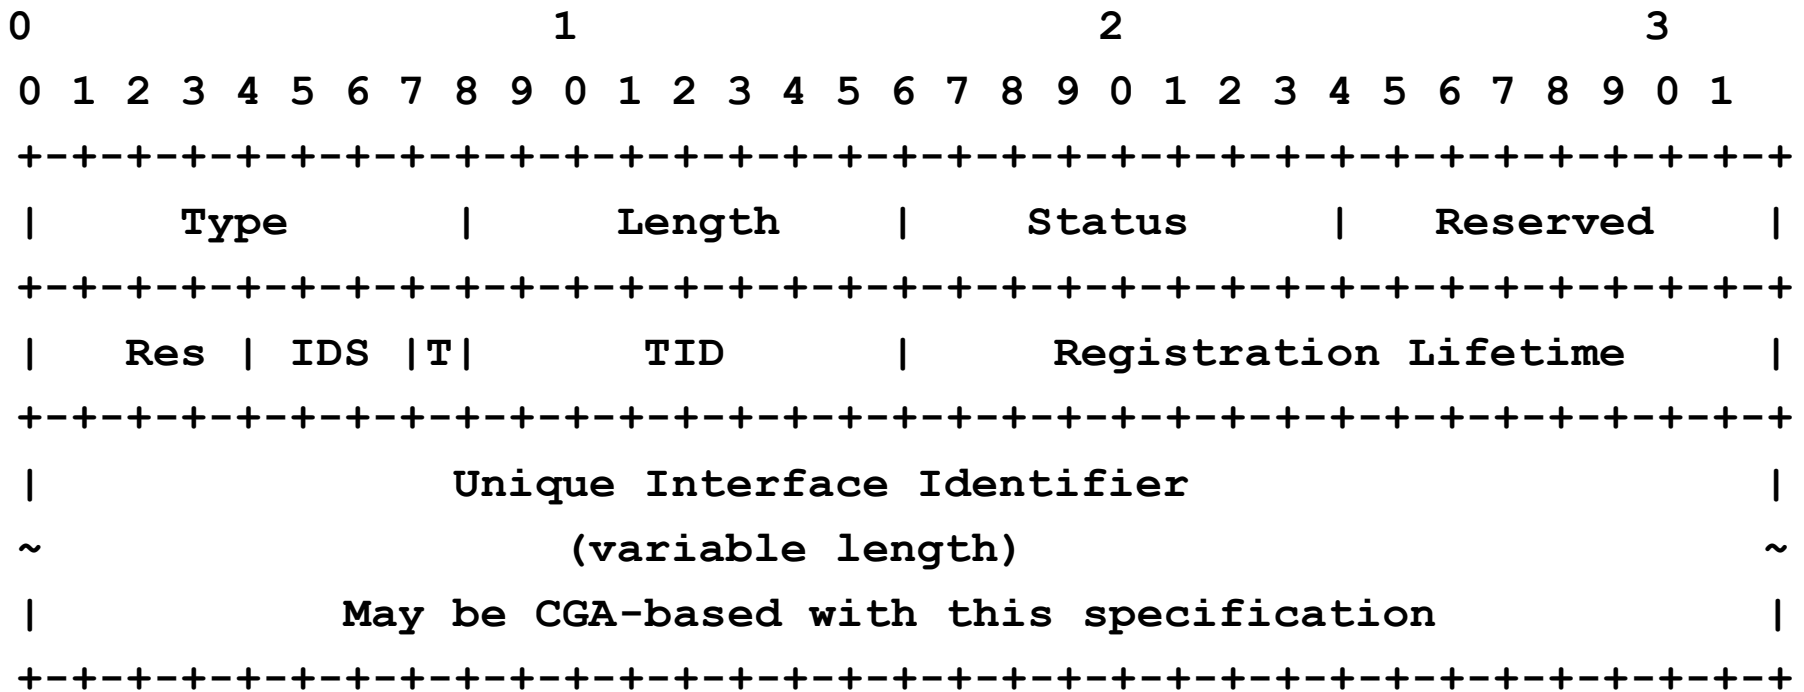 0                   1                   2                   3
0 1 2 3 4 5 6 7 8 9 0 1 2 3 4 5 6 7 8 9 0 1 2 3 4 5 6 7 8 9 0 1
+-+-+-+-+-+-+-+-+-+-+-+-+-+-+-+-+-+-+-+-+-+-+-+-+-+-+-+-+-+-+-+-+
|     Type      |     Length    |    Status     |   Reserved    |
+-+-+-+-+-+-+-+-+-+-+-+-+-+-+-+-+-+-+-+-+-+-+-+-+-+-+-+-+-+-+-+-+
|   Res | IDS |T|      TID      |     Registration Lifetime     |
+-+-+-+-+-+-+-+-+-+-+-+-+-+-+-+-+-+-+-+-+-+-+-+-+-+-+-+-+-+-+-+-+
|               Unique Interface Identifier                     |
~                   (variable length)                           ~
|           May be CGA-based with this specification            |
+-+-+-+-+-+-+-+-+-+-+-+-+-+-+-+-+-+-+-+-+-+-+-+-+-+-+-+-+-+-+-+-+